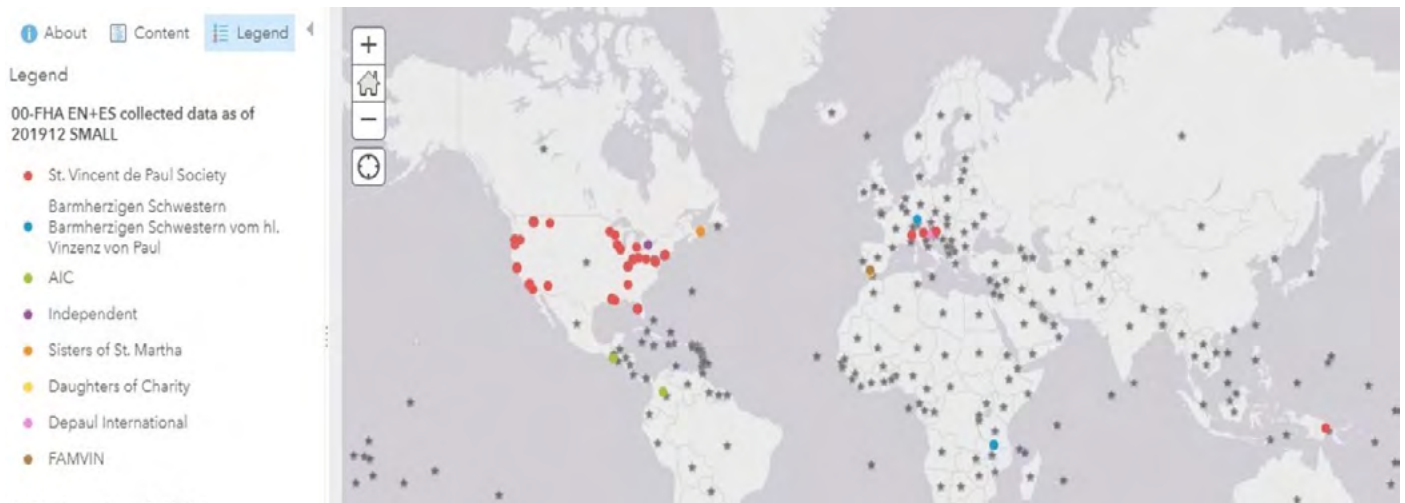 About Content Legend
Legend
00-FHA EN+ES collected data as of
201912 SMALL
St. Vincent de Paul Society
Barmherzigen Schwestern
Barmherzigen Schwestern vom hl.
Vinzenz von Paul
AIC
Independent
Sisters of St. Martha
Daughters of Charity
Depaul International
FAMVIN